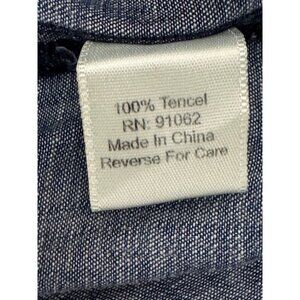 100% Tencel
RN: 91062
Made In China
Reverse For Care